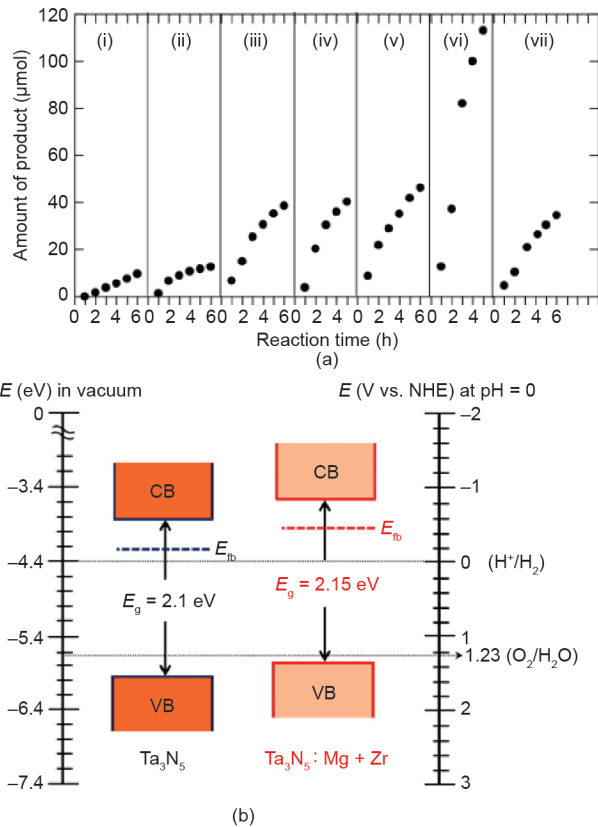 120
100
80
60
40
20
0
Amount of product (μmol)
(i) (ii) (iii) (iv) (v) (vi) (vii)
0 2 4 6 0 2 4 6 0 2 4 6 0 2 4 6 0 2 4 6 0 2 4 6 0 2 4 6
Reaction time (h)
(a)
E (eV) in vacuum E (V vs. NHE) at pH = 0
0 −2
CB CB
−3.4 −1
Efb
Efb
−4.4 0 (H⁺/H₂)
Eg = 2.1 eV Eg = 2.15 eV
−5.4 1
1.23 (O₂/H₂O)
VB VB
−6.4 2
Ta₃N₅ Ta₃N₅ : Mg + Zr
−7.4 3
(b)